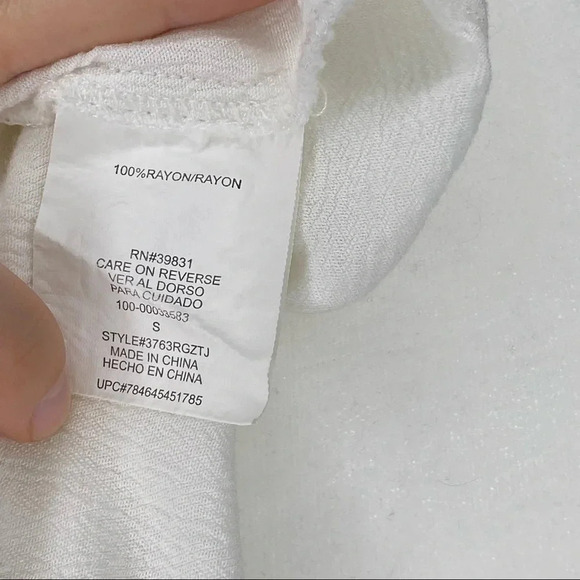 100%RAYON/RAYON
RN#39831
CARE ON REVERSE
VER AL DORSO
PARA CUIDADO
S
STYLE#3763RGZTJ
MADE IN CHINA
HECHO EN CHINA
UPC#784645451785